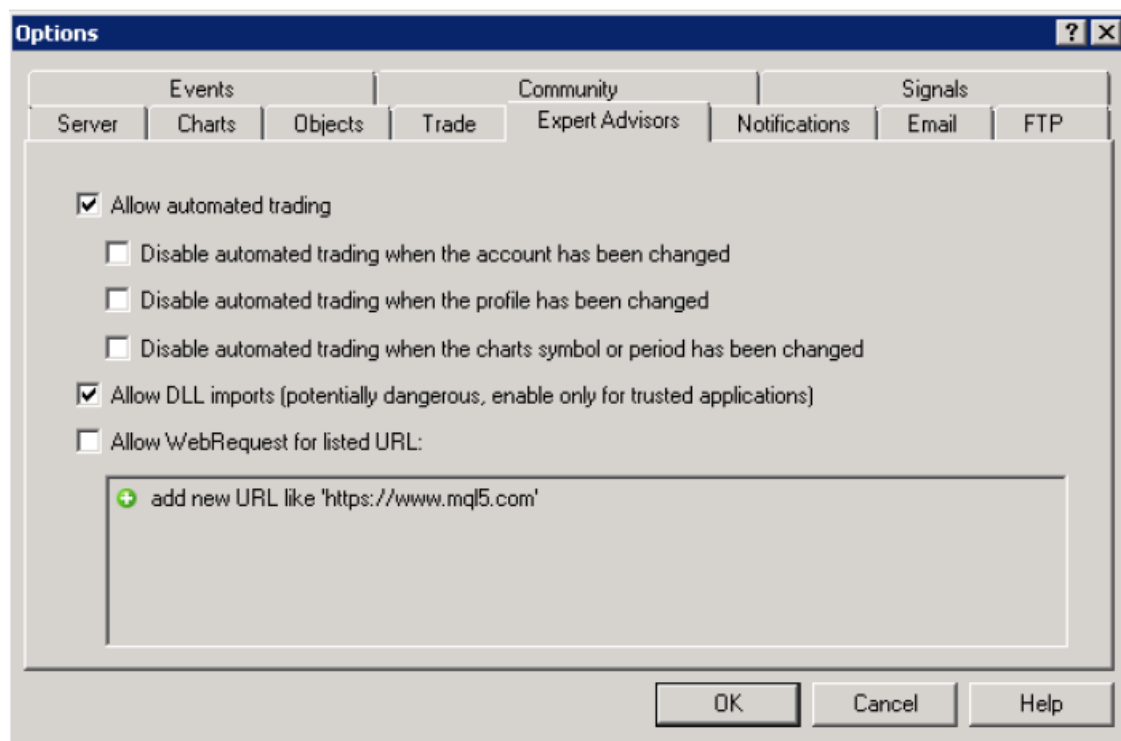 Options
Events Community Signals
Server Charts Objects Trade Expert Advisors Notifications Email FTP
Allow automated trading
Disable automated trading when the account has been changed
Disable automated trading when the profile has been changed
Disable automated trading when the charts symbol or period has been changed
Allow DLL imports (potentially dangerous, enable only for trusted applications)
Allow WebRequest for listed URL:
add new URL like 'https://www.mql5.com'
OK Cancel Help